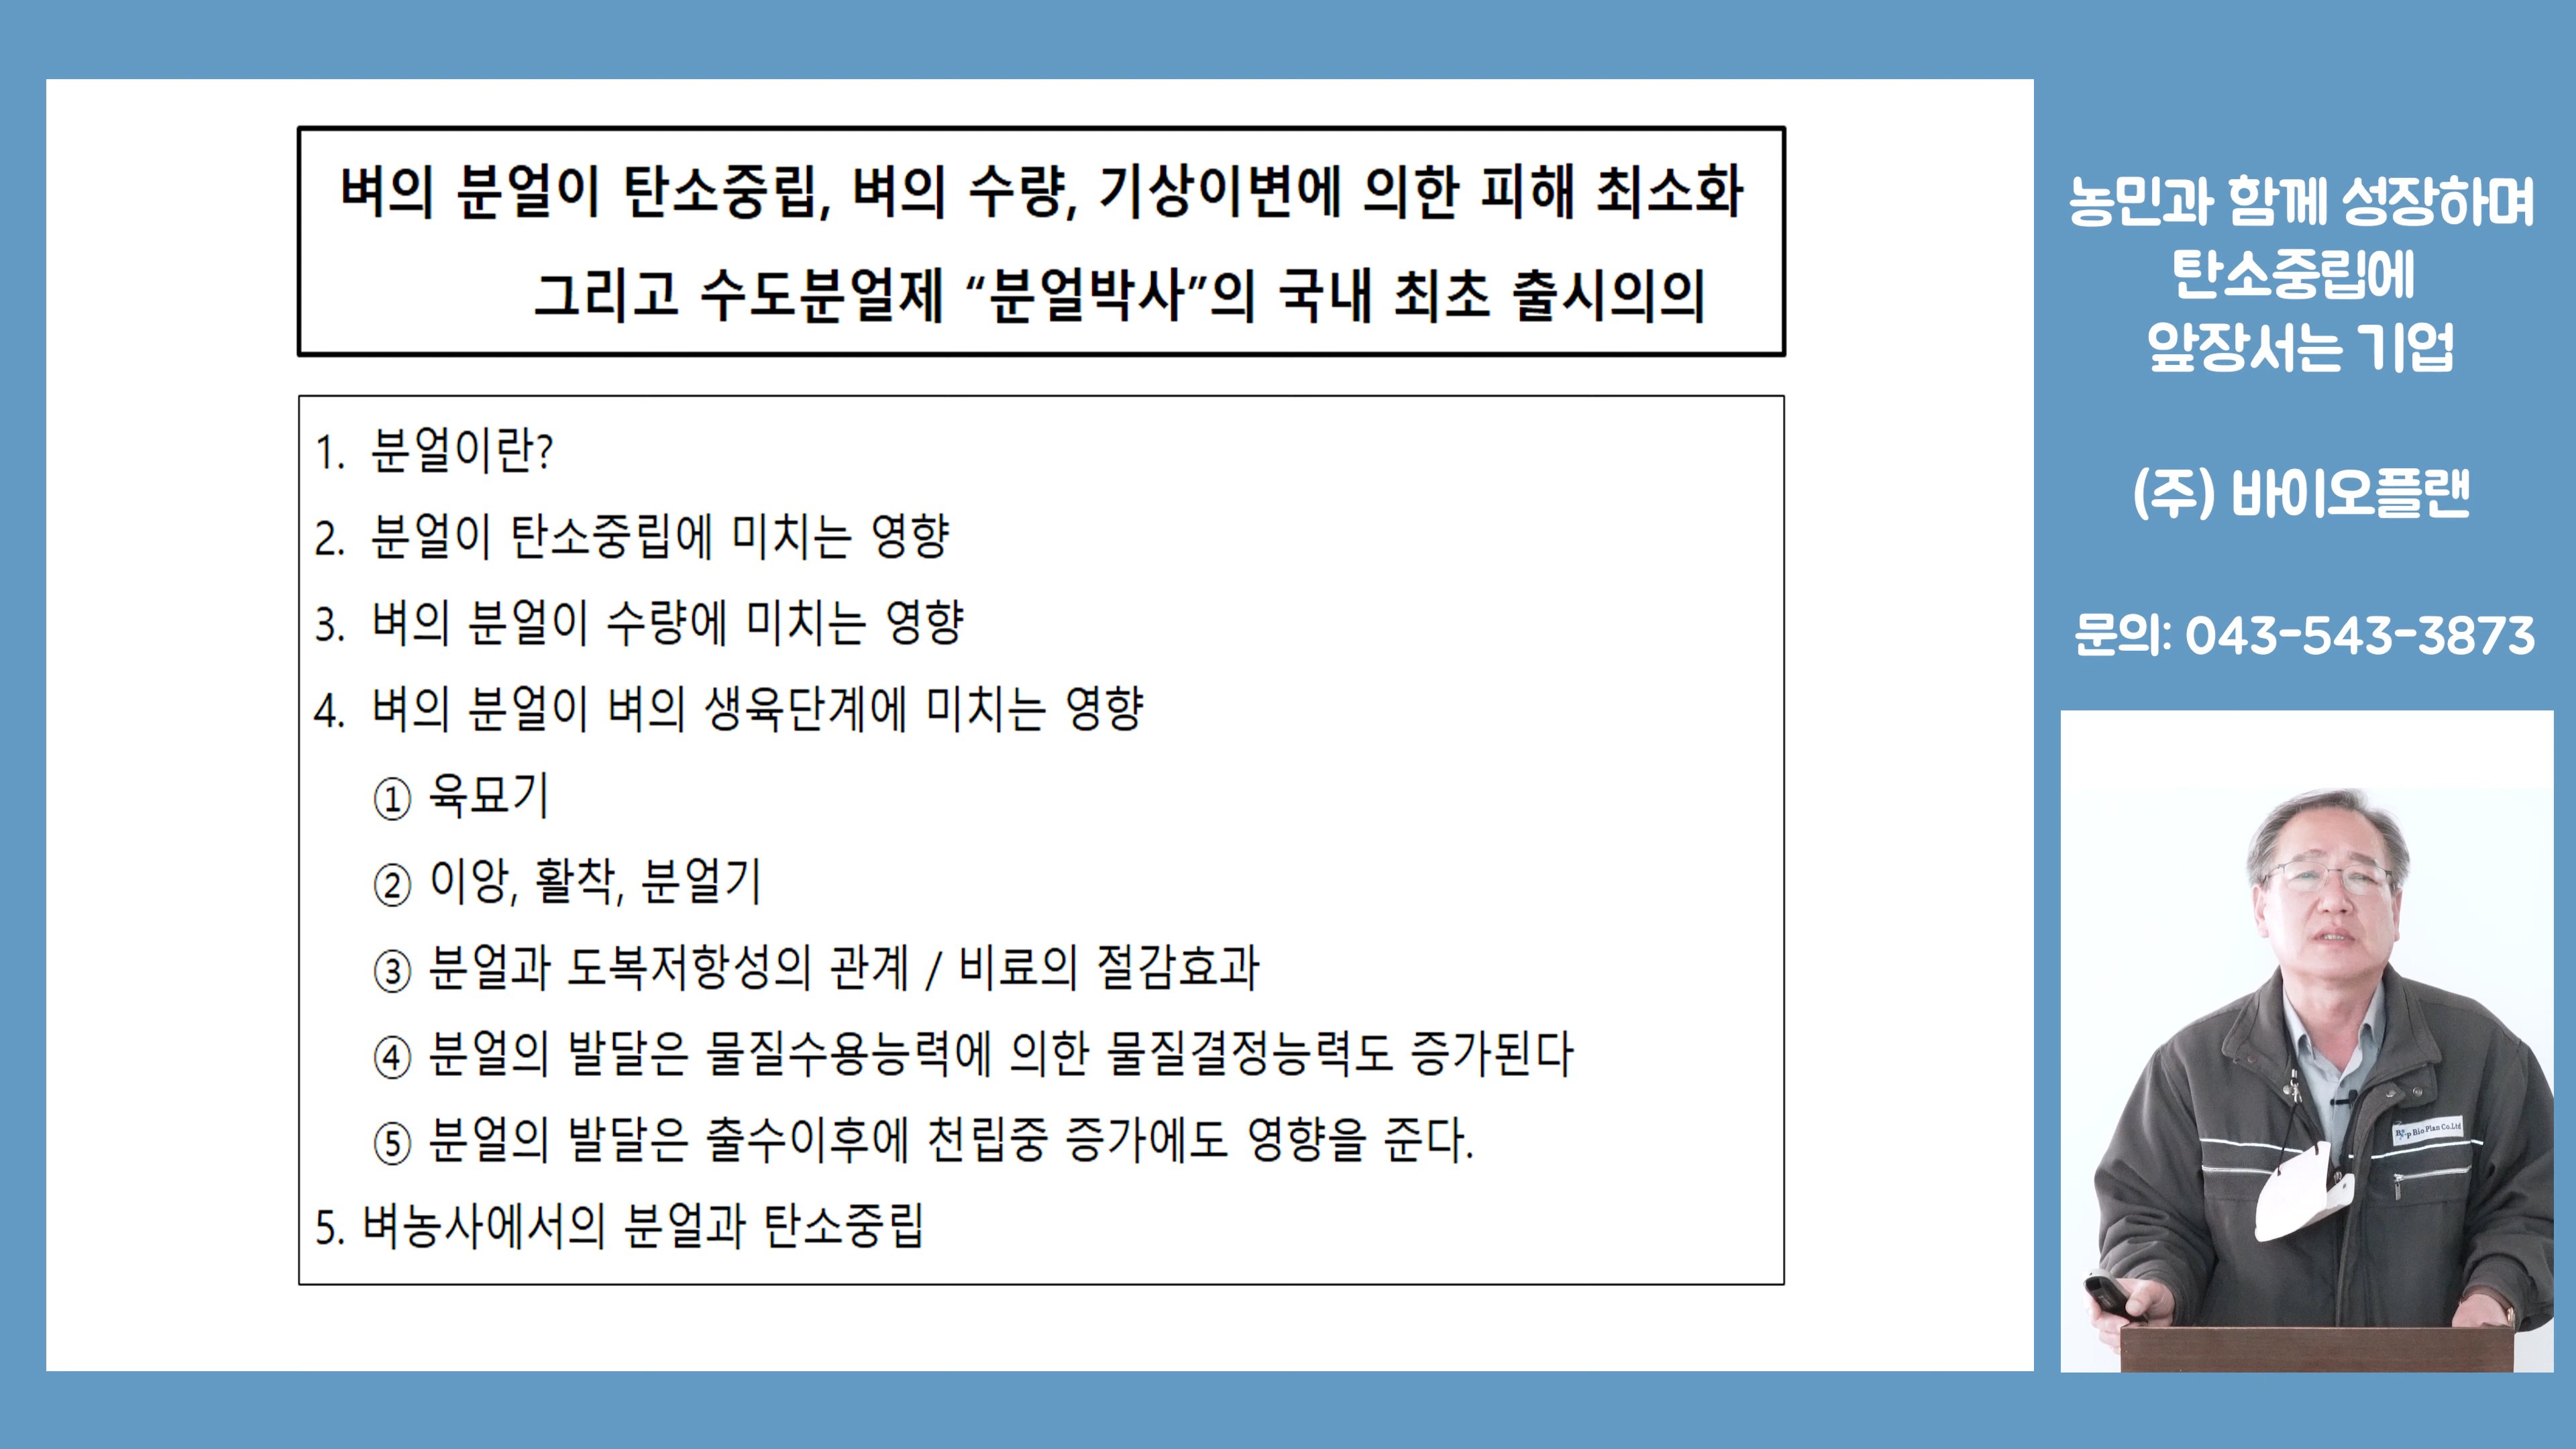 벼의 분얼이 탄소중립, 벼의 수량, 기상이변에 의한 피해 최소화
그리고 수도분얼제 “분얼박사”의 국내 최초 출시의의
1. 분얼이란?
2. 분얼이 탄소중립에 미치는 영향
3. 벼의 분얼이 수량에 미치는 영향
4. 벼의 분얼이 벼의 생육단계에 미치는 영향
① 육묘기
② 이앙, 활착, 분얼기
③ 분얼과 도복저항성의 관계 / 비료의 절감효과
④ 분얼의 발달은 물질수용능력에 의한 물질결정능력도 증가된다
⑤ 분얼의 발달은 출수이후에 천립중 증가에도 영향을 준다.
5. 벼농사에서의 분얼과 탄소중립
농민과 함께 성장하며
탄소중립에
앞장서는 기업
(주) 바이오플랜
문의: 043-543-3873
Bio Plan Co.Ltd